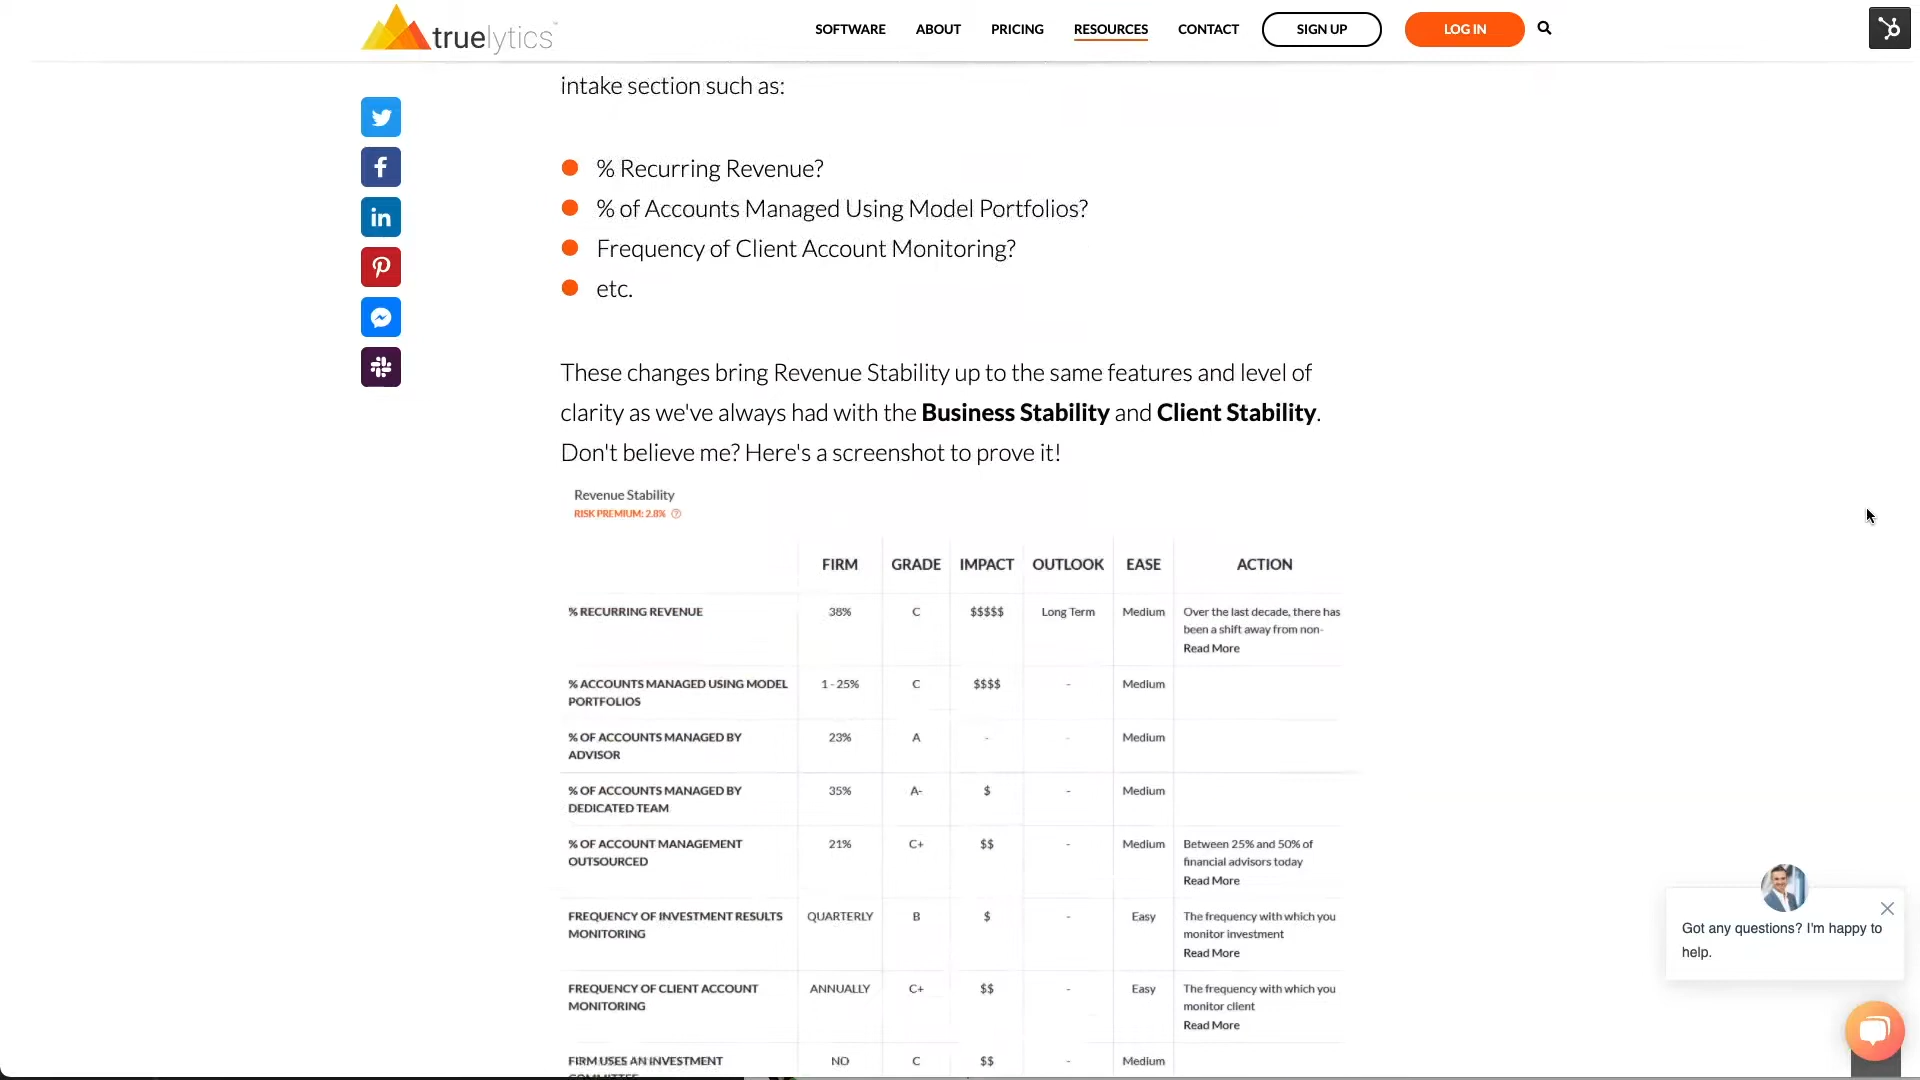 truelytics
SOFTWARE
ABOUT
PRICING
RESOURCES
CONTACT
SIGN UP
LOG IN
intake section such as:
% Recurring Revenue?
% of Accounts Managed Using Model Portfolios?
Frequency of Client Account Monitoring?
etc.
These changes bring Revenue Stability up to the same features and level of
clarity as we've always had with the Business Stability and Client Stability.
Don't believe me? Here's a screenshot to prove it!
Revenue Stability
RISK PREMIUM: 2.8% ?
FIRM GRADE IMPACT OUTLOOK EASE ACTION
% RECURRING REVENUE 38% C $$$$$ Long Term Medium Over the last decade, there has
been a shift away from non-
Read More
% ACCOUNTS MANAGED USING MODEL 1 - 25% C $$$$ - Medium
PORTFOLIOS
% OF ACCOUNTS MANAGED BY 23% A - - Medium
ADVISOR
% OF ACCOUNTS MANAGED BY 35% A- $ - Medium
DEDICATED TEAM
% OF ACCOUNT MANAGEMENT 21% C+ $$ - Medium Between 25% and 50% of
OUTSOURCED financial advisors today
Read More
FREQUENCY OF INVESTMENT RESULTS QUARTERLY B $ - Easy The frequency with which you
MONITORING monitor investment
Read More
FREQUENCY OF CLIENT ACCOUNT ANNUALLY C+ $$ - Easy The frequency with which you
MONITORING monitor client
Read More
FIRM USES AN INVESTMENT NO C $$ - Medium
Got any questions? I'm happy to
help.